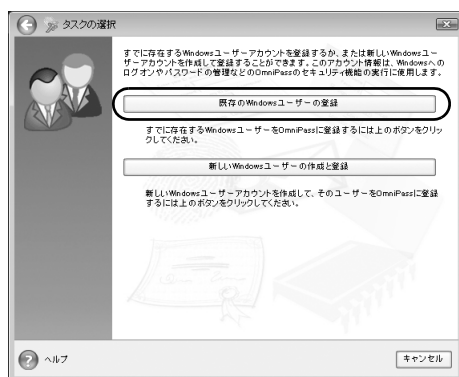 タスクの選択
すでに存在するWindowsユーザーアカウントを登録するか、または新しいWindowsユー
ザーアカウントを作成して登録することができます。このアカウント情報は、Windowsへの
ログオンやパスワードの管理などのOmniPassのセキュリティ機能の実行に使用します。
既存のWindowsユーザーの登録
すでに存在するWindowsユーザーをOmniPassに登録するには上のボタンをクリッ
クしてください。
新しいWindowsユーザーの作成と登録
新しいWindowsユーザーアカウントを作成して、そのユーザーをOmniPassに登録
するには上のボタンをクリックしてください。
ヘルプ
キャンセル